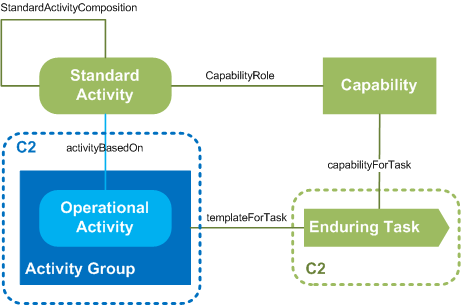 StandardActivityComposition
Standard
Activity
CapabilityRole
Capability
C2
activityBasedOn
capabilityForTask
Operational
Activity
templateForTask
Enduring Task
Activity Group
C2